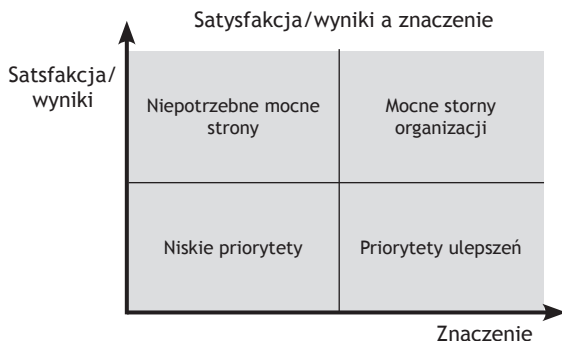 Satysfakcja/wyniki a znaczenie
Satsfakcja/
wyniki
Niepotrzebne mocne
strony
Mocne storny
organizacji
Niskie priorytety
Priorytety ulepszeń
Znaczenie